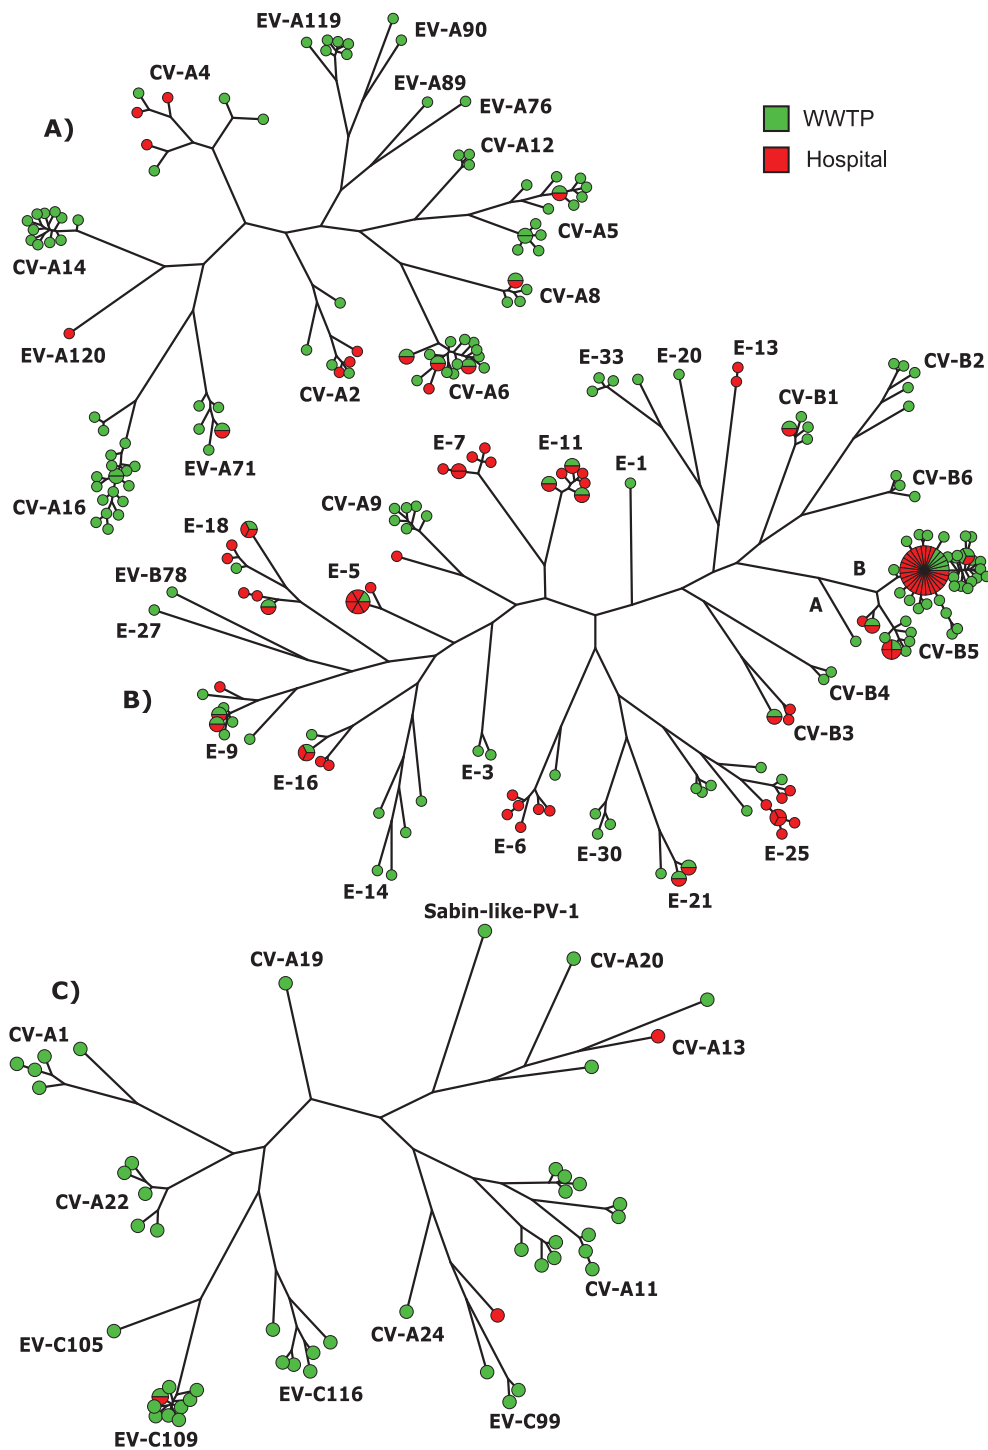 EV-A119
EV-A90
CV-A4
EV-A89
EV-A76
A)
WWTP
CV-A12
Hospital
CV-A5
CV-A14
CV-A8
EV-A120
CV-A2
CV-A6
E-33
E-20
E-13
CV-B2
CV-B1
E-7
E-11
E-1
EV-A71
CV-B6
CV-A16
CV-A9
E-18
B
E-5
EV-B78
A
E-27
CV-B5
CV-B4
B)
CV-B3
E-9
E-16
E-3
E-6
E-30
E-25
E-14
E-21
Sabin-like-PV-1
CV-A19
CV-A20
C)
CV-A1
CV-A13
CV-A22
CV-A11
EV-C105
CV-A24
EV-C116
EV-C99
EV-C109